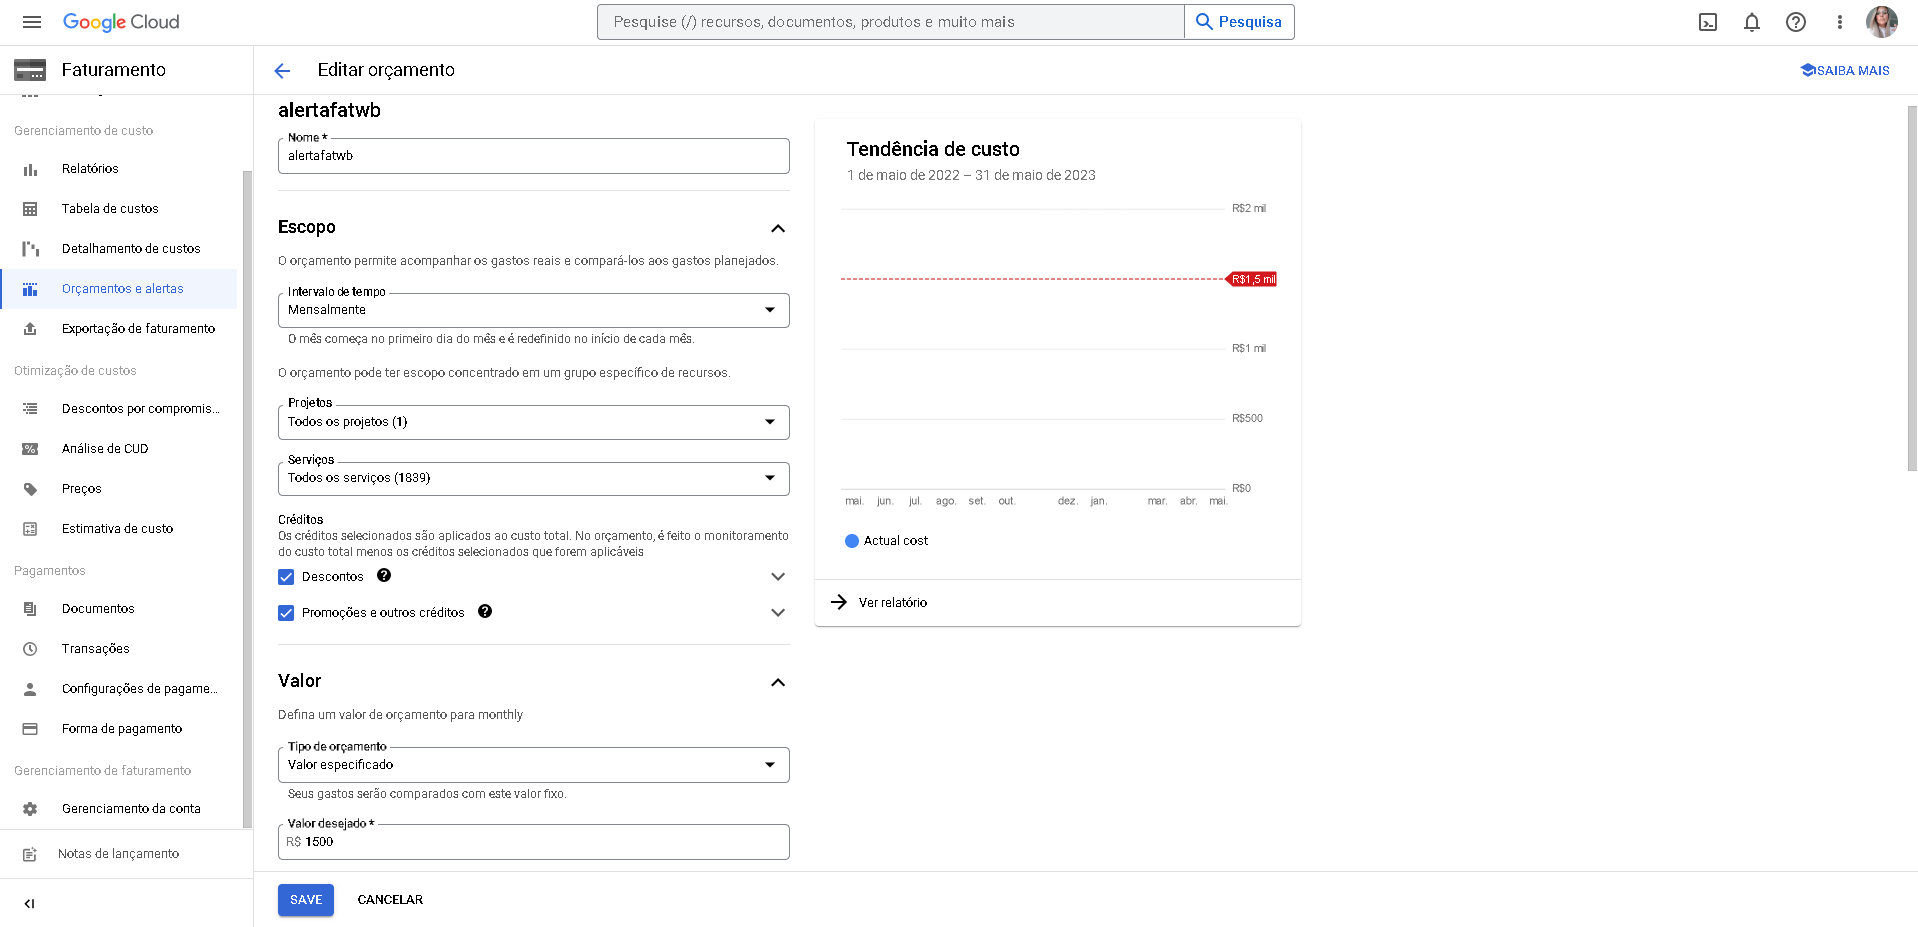 Google Cloud
Pesquise (/) recursos, documentos, produtos e muito mais
Pesquisa
Faturamento
Editar orçamento
SAIBA MAIS
Gerenciamento de custo
Relatórios
Tabela de custos
Detalhamento de custos
Orçamentos e alertas
Exportação de faturamento
Otimização de custos
Descontos por compromis...
Análise de CUD
Preços
Estimativa de custo
Pagamentos
Documentos
Transações
Configurações de pagame...
Forma de pagamento
Gerenciamento de faturamento
Gerenciamento da conta
Notas de lançamento
alertafatwb
Nome *
alertafatwb
Escopo
O orçamento permite acompanhar os gastos reais e compará-los aos gastos planejados.
Intervalo de tempo
Mensalmente
O mês começa no primeiro dia do mês e é redefinido no início de cada mês.
O orçamento pode ter escopo concentrado em um grupo específico de recursos.
Projetos
Todos os projetos (1)
Serviços
Todos os serviços (1839)
Créditos
Os créditos selecionados são aplicados ao custo total. No orçamento, é feito o monitoramento
do custo total menos os créditos selecionados que forem aplicáveis
Descontos
Promoções e outros créditos
Valor
Defina um valor de orçamento para monthly
Tipo de orçamento
Valor especificado
Seus gastos serão comparados com este valor fixo.
Valor desejado *
R$ 1500
SAVE
CANCELAR
Tendência de custo
1 de maio de 2022 – 31 de maio de 2023
R$2 mil
R$1,5 mil
R$1 mil
R$500
R$0
mai. jun. jul. ago. set. out. dez. jan. mar. abr. mai.
Actual cost
Ver relatório